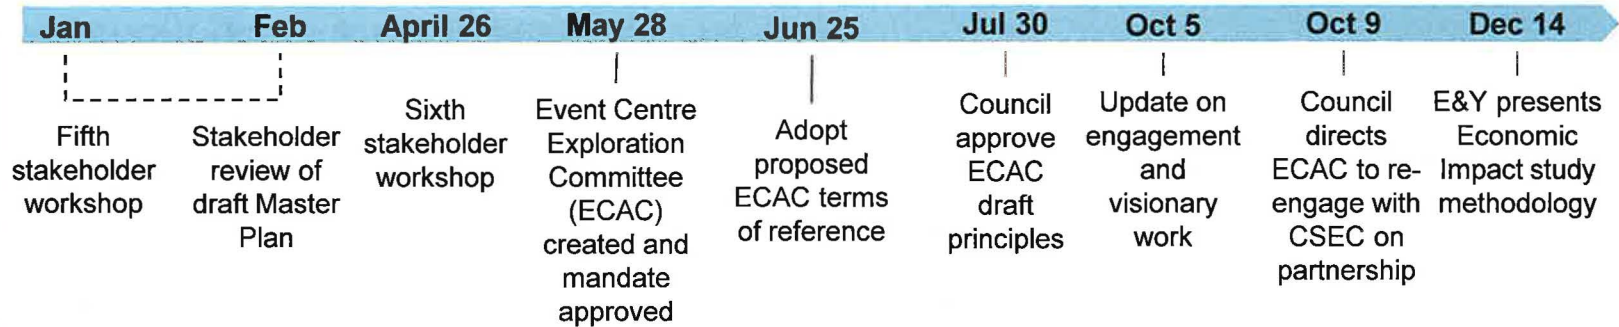 Jan Feb April 26 May 28 Jun 25 Jul 30 Oct 5 Oct 9 Dec 14
Fifth
stakeholder
workshop
Stakeholder
review of
draft Master
Plan
Sixth
stakeholder
workshop
Event Centre
Exploration
Committee
(ECAC)
created and
mandate
approved
Adopt
proposed
ECAC terms
of reference
Council
approve
ECAC
draft
principles
Update on
engagement
and
visionary
work
Council
directs
ECAC to re-
engage with
CSEC on
partnership
E&Y presents
Economic
Impact study
methodology